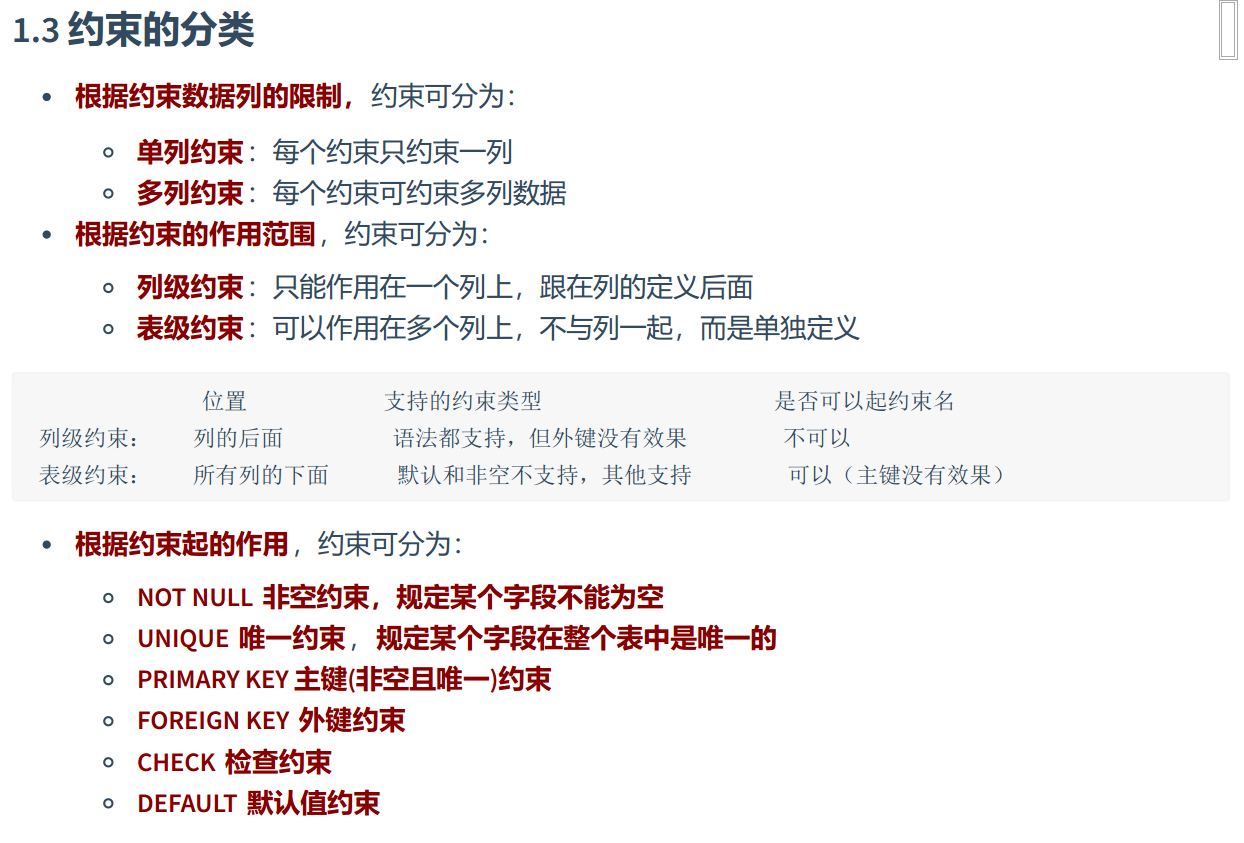 1.3 约束的分类
根据约束数据列的限制，约束可分为：
单列约束：每个约束只约束一列
多列约束：每个约束可约束多列数据
根据约束的作用范围，约束可分为：
列级约束：只能作用在一个列上，跟在列的定义后面
表级约束：可以作用在多个列上，不与列一起，而是单独定义
位置 支持的约束类型 是否可以起约束名
列级约束： 列的后面 语法都支持，但外键没有效果 不可以
表级约束： 所有列的下面 默认和非空不支持，其他支持 可以（主键没有效果）
根据约束起的作用，约束可分为：
NOT NULL 非空约束，规定某个字段不能为空
UNIQUE 唯一约束，规定某个字段在整个表中是唯一的
PRIMARY KEY 主键(非空且唯一)约束
FOREIGN KEY 外键约束
CHECK 检查约束
DEFAULT 默认值约束